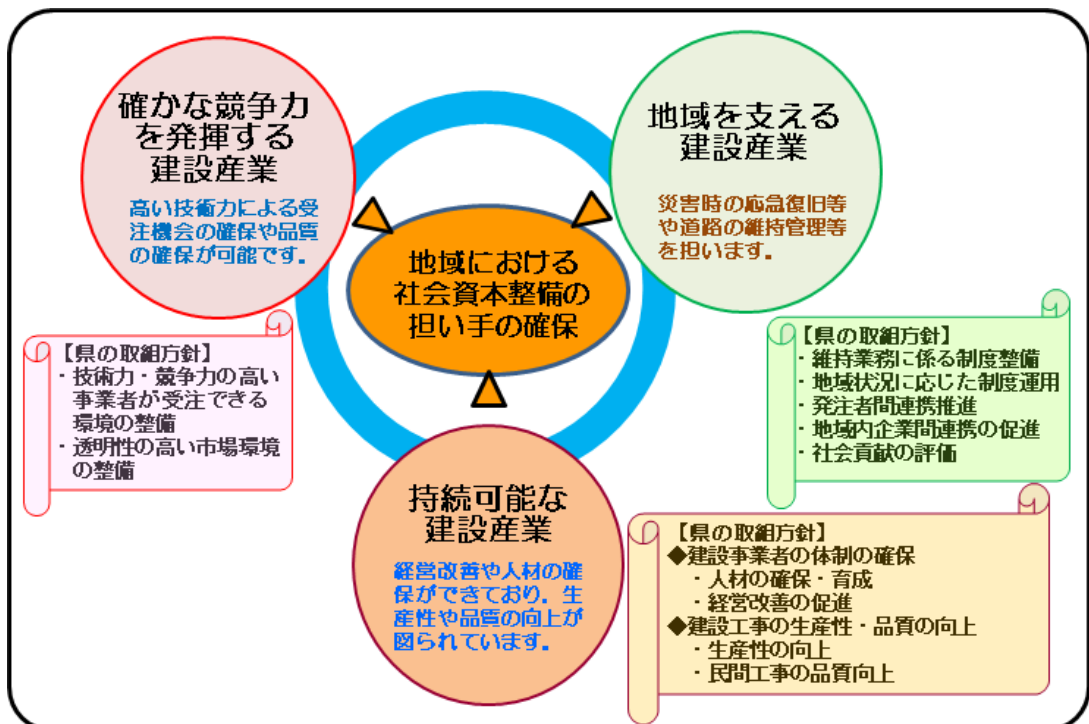 確かな競争力
を発揮する
建設産業
高い技術力による受
注機会の確保や品質
の確保が可能です。
地域を支える
建設産業
災害時の応急復旧等
や道路の維持管理等
を担います。
地域における
社会資本整備の
担い手の確保
【県の取組方針】
・技術力・競争力の高い
事業者が受注できる
環境の整備
・透明性の高い市場環境
の整備
【県の取組方針】
・維持業務に係る制度整備
・地域状況に応じた制度運用
・発注者間連携推進
・地域内企業間連携の促進
・社会貢献の評価
持続可能な
建設産業
経営改善や人材の確
保ができており，生
産性や品質の向上が
図られています。
【県の取組方針】
◆建設事業者の体制の確保
・人材の確保・育成
・経営改善の促進
◆建設工事の生産性・品質の向上
・生産性の向上
・民間工事の品質向上